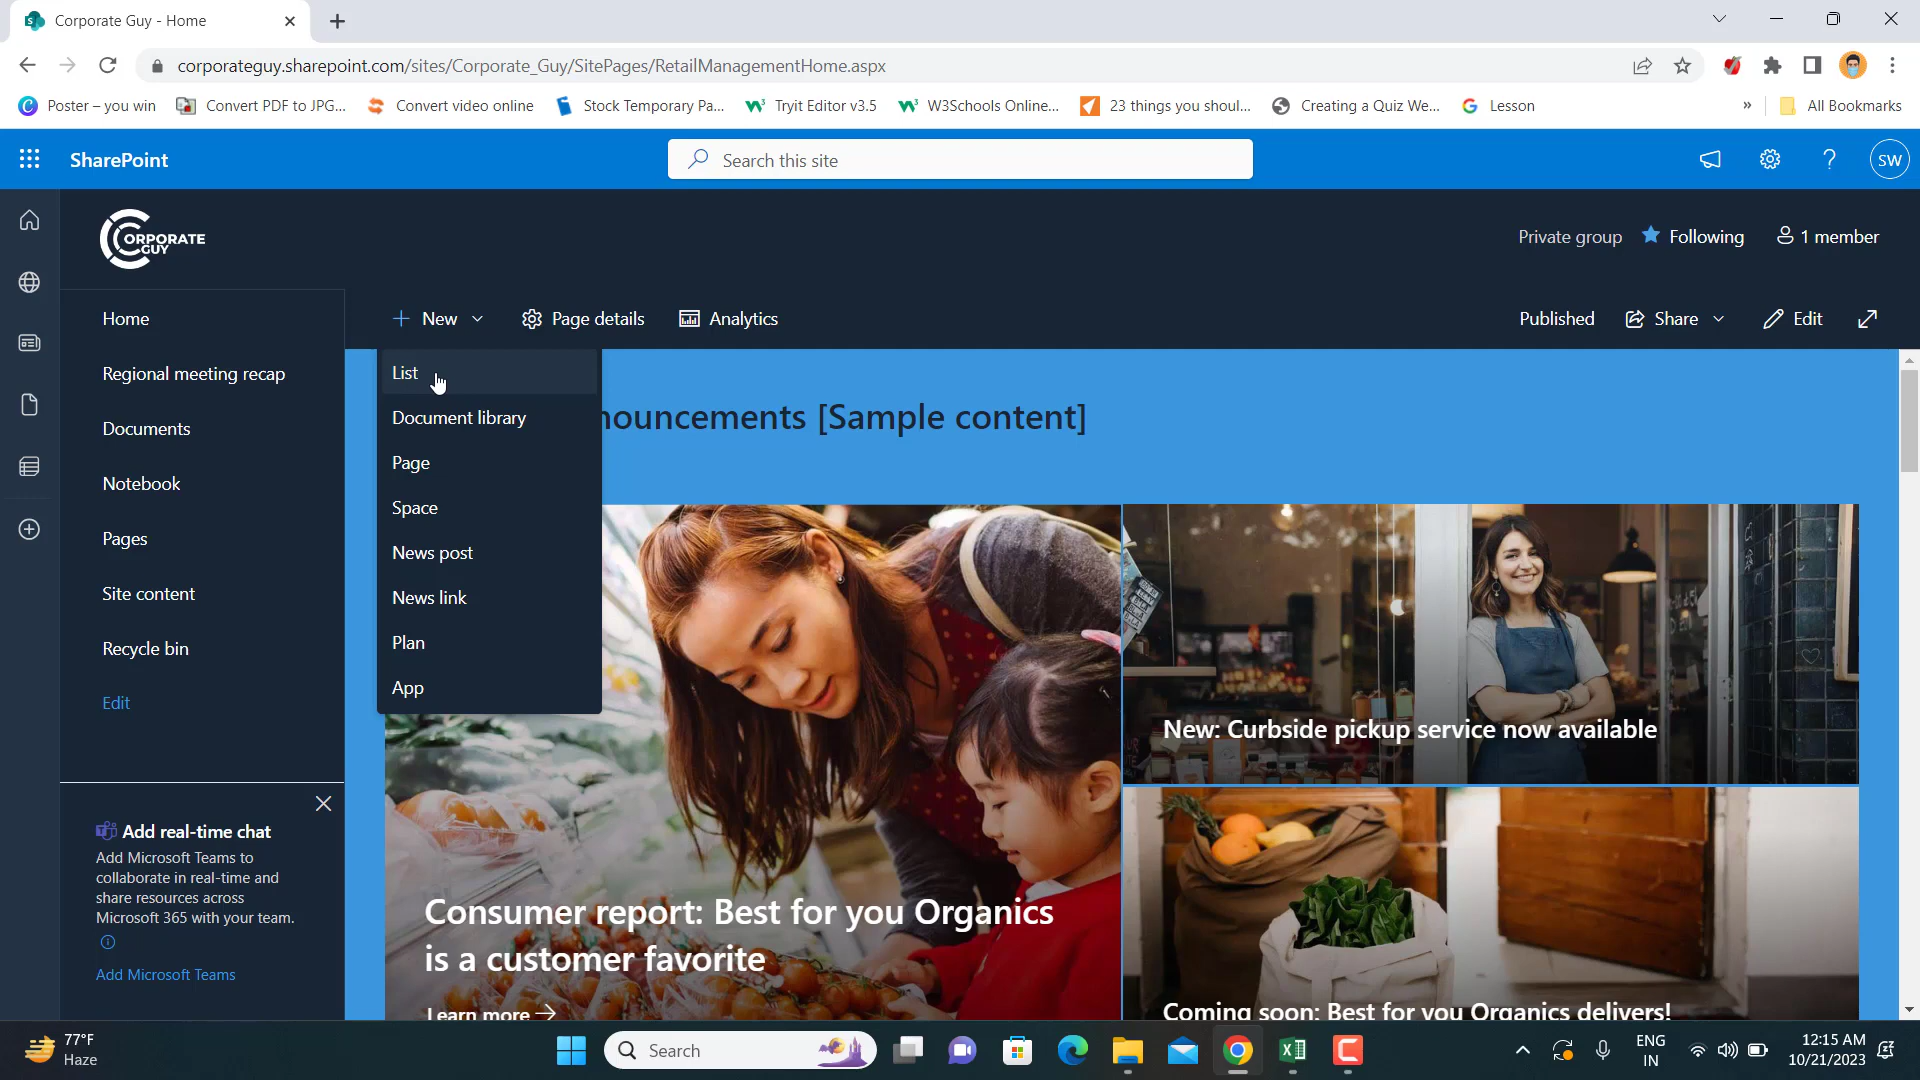 Corporate Guy - Home
corporateguy.sharepoint.com/sites/Corporate_Guy/SitePages/RetailManagementHome.aspx
Poster – you win
Convert PDF to JPG...
Convert video online
Stock Temporary Pa...
Tryit Editor v3.5
W3Schools Online...
23 things you shoul...
Creating a Quiz We...
Lesson
»
All Bookmarks
SharePoint
Search this site
SW
CORPORATE
GUY
Private group
Following
1 member
Home
Regional meeting recap
Documents
Notebook
Pages
Site content
Recycle bin
Edit
New
Page details
Analytics
Published
Share
Edit
List
Document library
Page
Space
News post
News link
Plan
App
nouncements [Sample content]
Consumer report: Best for you Organics
is a customer favorite
Learn more →
New: Curbside pickup service now available
Coming soon: Best for you Organics delivers!
Add real-time chat
Add Microsoft Teams to
collaborate in real-time and
share resources across
Microsoft 365 with your team.
Add Microsoft Teams
77°F
Haze
Search
ENG
IN
12:15 AM
10/21/2023